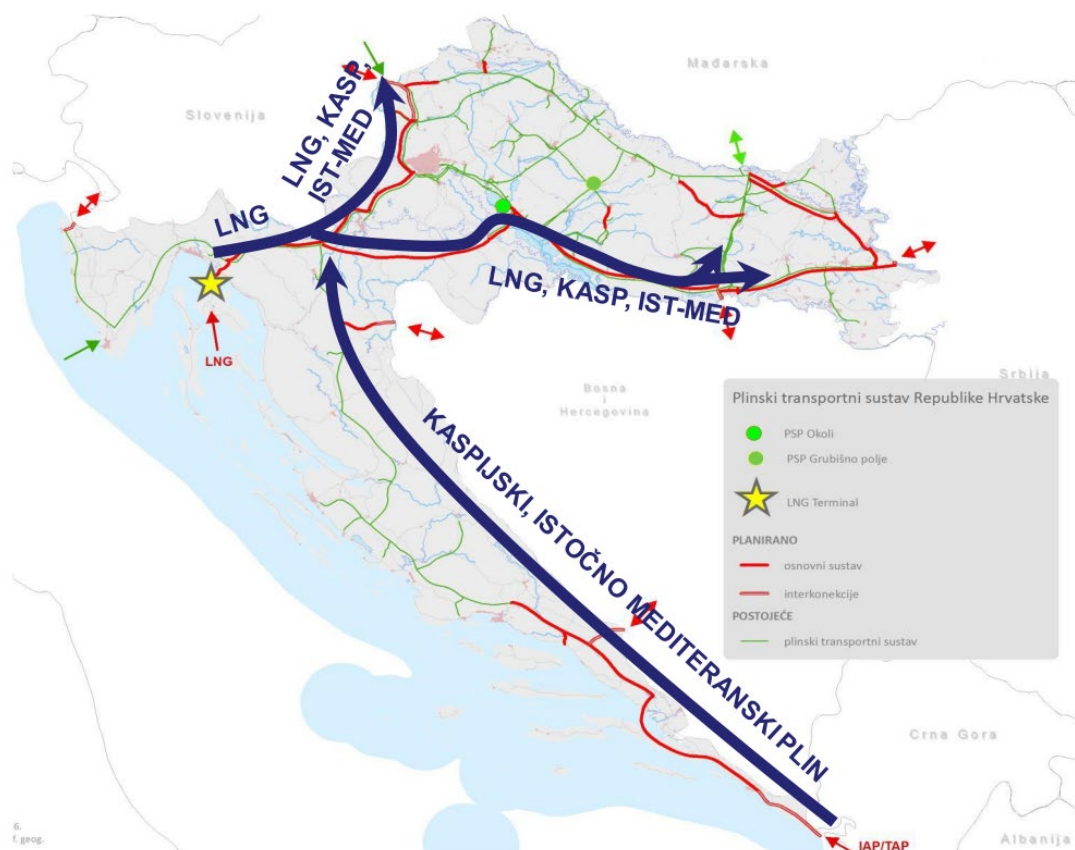 Mađarska
Slovenija
LNG, KASP,
IST-MED
LNG
LNG, KASP, IST-MED
LNG
Srbija
Bosna
i
Hercegovina
KASPIJSKI, ISTOČNO MEDITERANSKI PLIN
Plinski transportni sustav Republike Hrvatske
PSP Okoli
PSP Grubišno polje
LNG Terminal
PLANIRANO
osnovni sustav
interkonekcije
POSTOJEĆE
plinski transportni sustav
Crna Gora
6.
f. geog.
IAP/TAP
Albanija